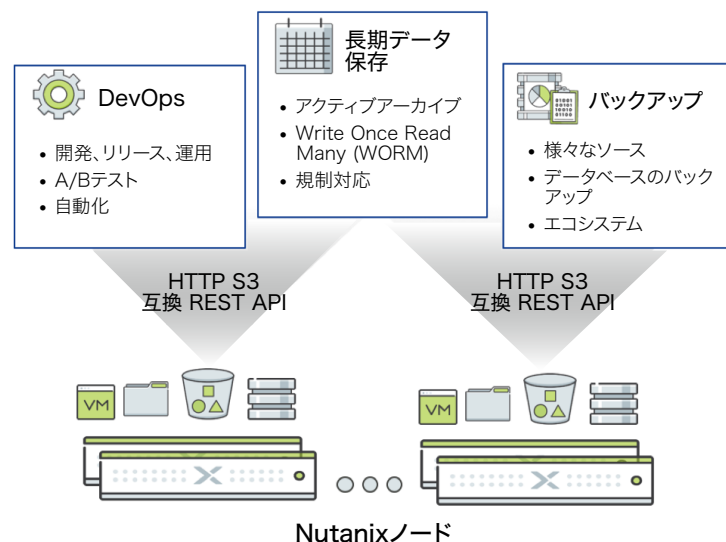 DevOps
• 開発、リリース、運用
• A/Bテスト
• 自動化
長期データ
保存
• アクティブアーカイブ
• Write Once Read
Many (WORM)
• 規制対応
バックアップ
• 様々なソース
• データベースのバック
アップ
• エコシステム
01001
00101
10010
01100
HTTP S3
互換 REST API
HTTP S3
互換 REST API
VM
VM
Nutanixノード